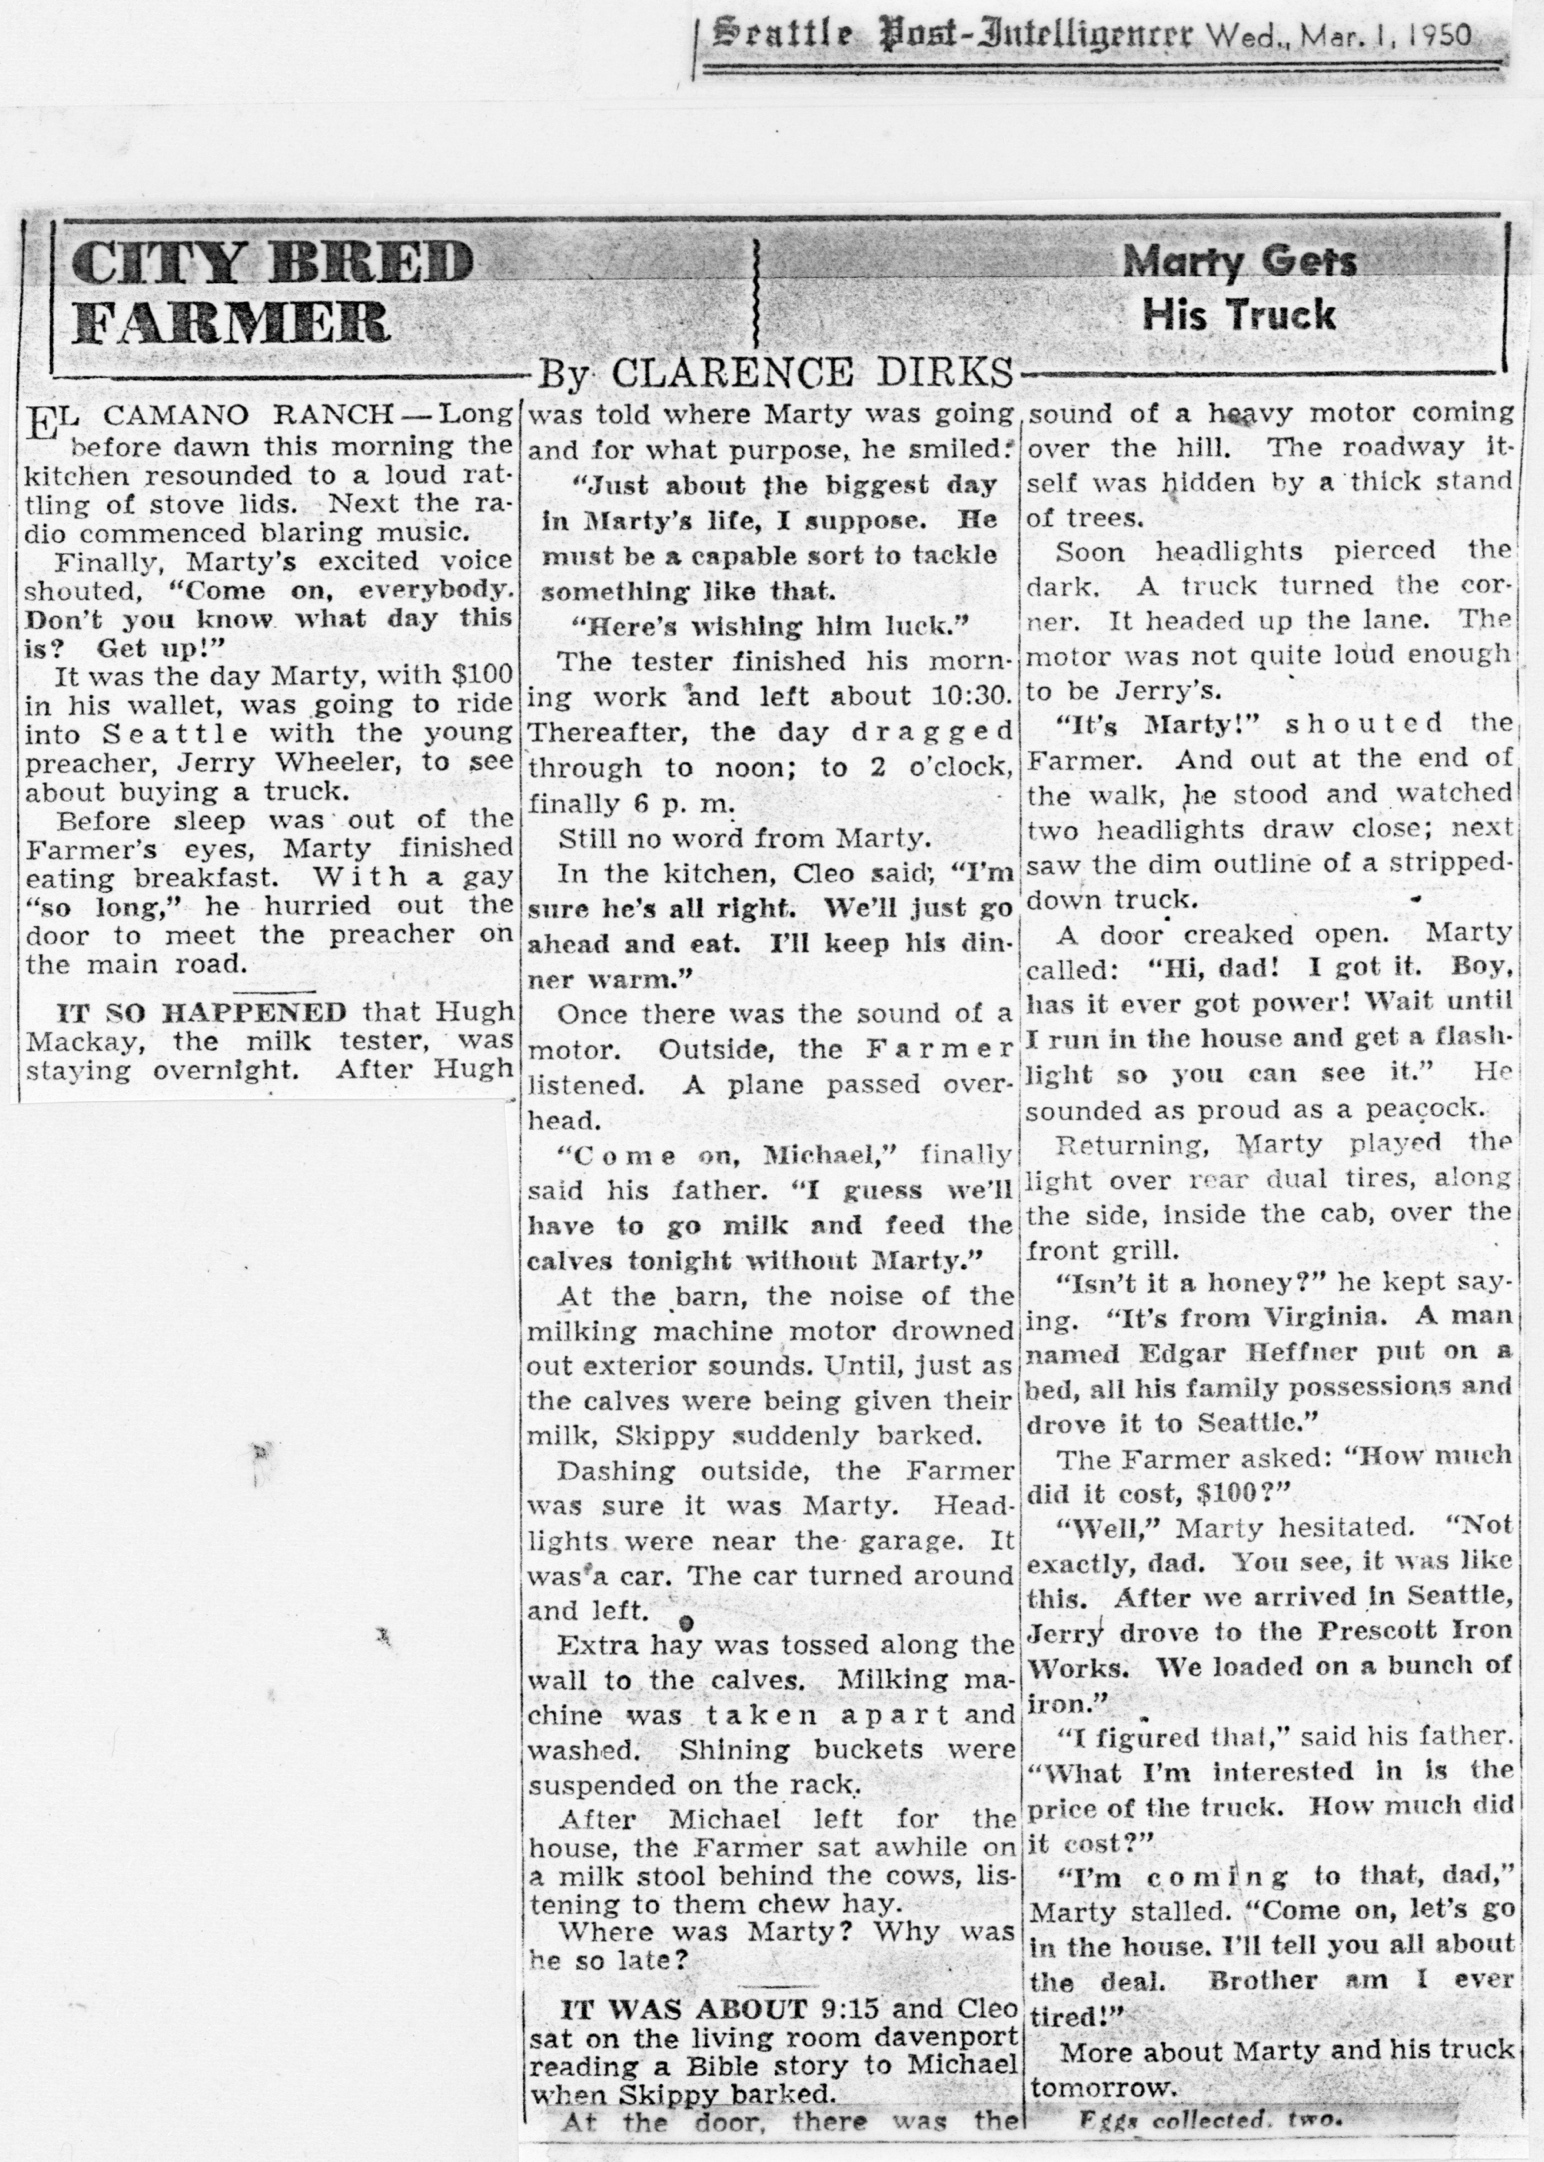 Seattle Post-Intelligencer Wed., Mar. 1, 1950
CITY BRED
FARMER
Marty Gets
His Truck
By CLARENCE DIRKS
EL CAMANO RANCH — Long
before dawn this morning the
kitchen resounded to a loud rat-
tling of stove lids. Next the ra-
dio commenced blaring music.
Finally, Marty's excited voice
shouted, "Come on, everybody.
Don't you know what day this
is? Get up!"
It was the day Marty, with $100
in his wallet, was going to ride
into Seattle with the young
preacher, Jerry Wheeler, to see
about buying a truck.
Before sleep was out of the
Farmer's eyes, Marty finished
eating breakfast. With a gay
"so long," he hurried out the
door to meet the preacher on
the main road.
IT SO HAPPENED that Hugh
Mackay, the milk tester, was
staying overnight. After Hugh
was told where Marty was going
and for what purpose, he smiled:
"Just about the biggest day
in Marty's life, I suppose. He
must be a capable sort to tackle
something like that.
"Here's wishing him luck."
The tester finished his morn-
ing work and left about 10:30.
Thereafter, the day dragged
through to noon; to 2 o'clock,
finally 6 p. m.
Still no word from Marty.
In the kitchen, Cleo said, "I'm
sure he's all right. We'll just go
ahead and eat. I'll keep his din-
ner warm."
Once there was the sound of a
motor. Outside, the Farmer
listened. A plane passed over-
head.
"Come on, Michael," finally
said his father. "I guess we'll
have to go milk and feed the
calves tonight without Marty."
At the barn, the noise of the
milking machine motor drowned
out exterior sounds. Until, just as
the calves were being given their
milk, Skippy suddenly barked.
Dashing outside, the Farmer
was sure it was Marty. Head-
lights were near the garage. It
was a car. The car turned around
and left.
Extra hay was tossed along the
wall to the calves. Milking ma-
chine was taken apart and
washed. Shining buckets were
suspended on the rack.
After Michael left for the
house, the Farmer sat awhile on
a milk stool behind the cows, lis-
tening to them chew hay.
Where was Marty? Why was
he so late?
IT WAS ABOUT 9:15 and Cleo
sat on the living room davenport
reading a Bible story to Michael
when Skippy barked.
At the door, there was the
sound of a heavy motor coming
over the hill. The roadway it-
self was hidden by a thick stand
of trees.
Soon headlights pierced the
dark. A truck turned the cor-
ner. It headed up the lane. The
motor was not quite loud enough
to be Jerry's.
"It's Marty!" shouted the
Farmer. And out at the end of
the walk, he stood and watched
two headlights draw close; next
saw the dim outline of a stripped-
down truck.
A door creaked open. Marty
called: "Hi, dad! I got it. Boy,
has it ever got power! Wait until
I run in the house and get a flash-
light so you can see it." He
sounded as proud as a peacock.
Returning, Marty played the
light over rear dual tires, along
the side, inside the cab, over the
front grill.
"Isn't it a honey?" he kept say-
ing. "It's from Virginia. A man
named Edgar Heffner put on a
bed, all his family possessions and
drove it to Seattle."
The Farmer asked: "How much
did it cost, $100?"
"Well," Marty hesitated. "Not
exactly, dad. You see, it was like
this. After we arrived in Seattle,
Jerry drove to the Prescott Iron
Works. We loaded on a bunch of
iron."
"I figured that," said his father.
"What I'm interested in is the
price of the truck. How much did
it cost?"
"I'm coming to that, dad,"
Marty stalled. "Come on, let's go
in the house. I'll tell you all about
the deal. Brother am I ever
tired!"
More about Marty and his truck
tomorrow.
Eggs collected, two.